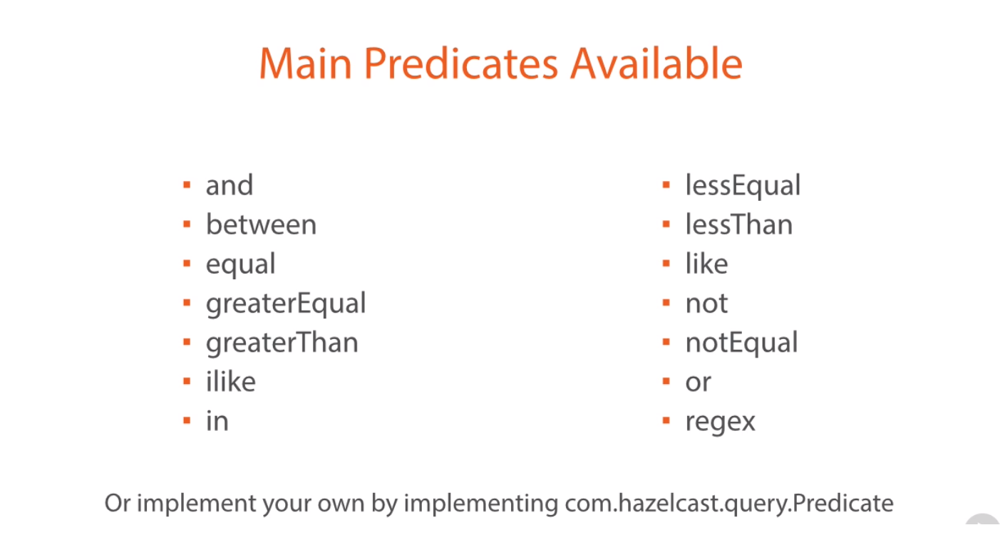 Main Predicates Available
and
between
equal
greaterEqual
greaterThan
ilike
in
lessEqual
lessThan
like
not
notEqual
or
regex
Or implement your own by implementing com.hazelcast.query.Predicate